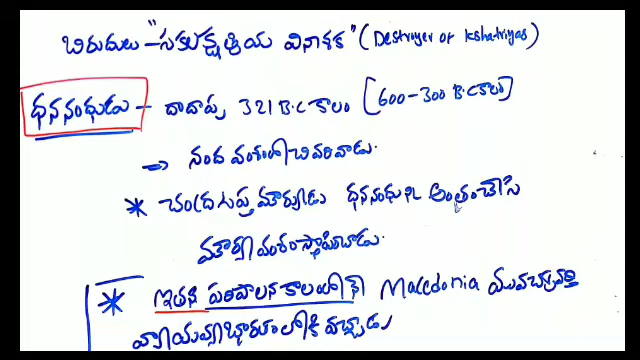 బిరుదులు - "సకలక్షత్రియ వినాశక" (Destroyer of Kshatriyas)
ధననందుడు - దాదాపు 321 B.C కాలం [600-300 B.C కాలం]
⇒ నంద వంశంలో చివరివాడు.
* చంద్రగుప్త మౌర్యుడు ధననందుని అంతంచేసి
మౌర్య వంశం స్థాపించాడు.
* ఇతని పరిపాలన కాలంలోనే Macedonia యువచక్రవర్తి
వాయువ్య భారతంలోకి వచ్చాడు